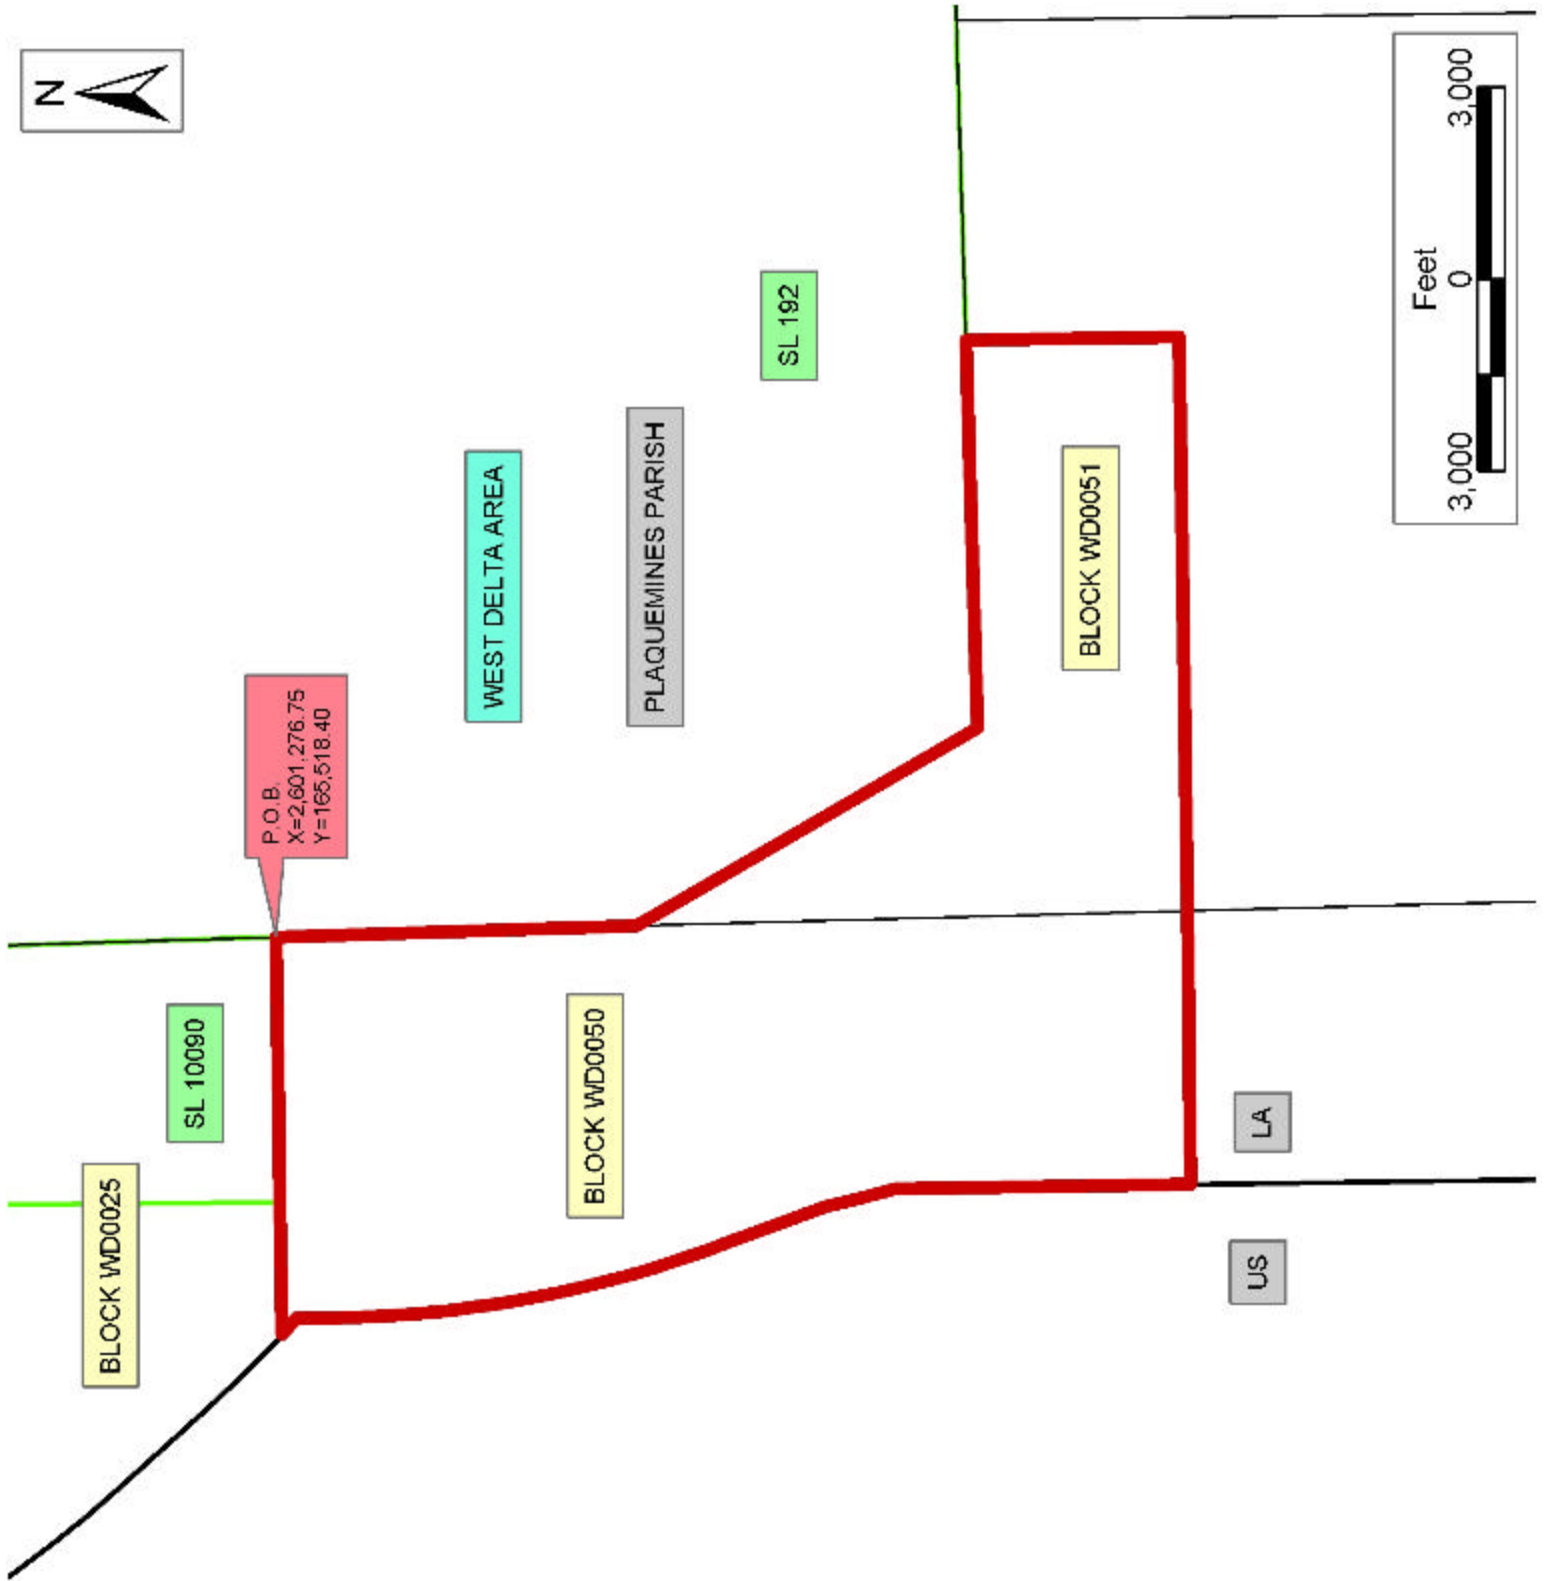 N
BLOCK WD0025
SL 10090
P.O.B.
X=2,601,276.75
Y=165,518.40
WEST DELTA AREA
BLOCK WD0050
PLAQUEMINES PARISH
SL 192
BLOCK WD0051
US
LA
Feet
3,000 0 3,000